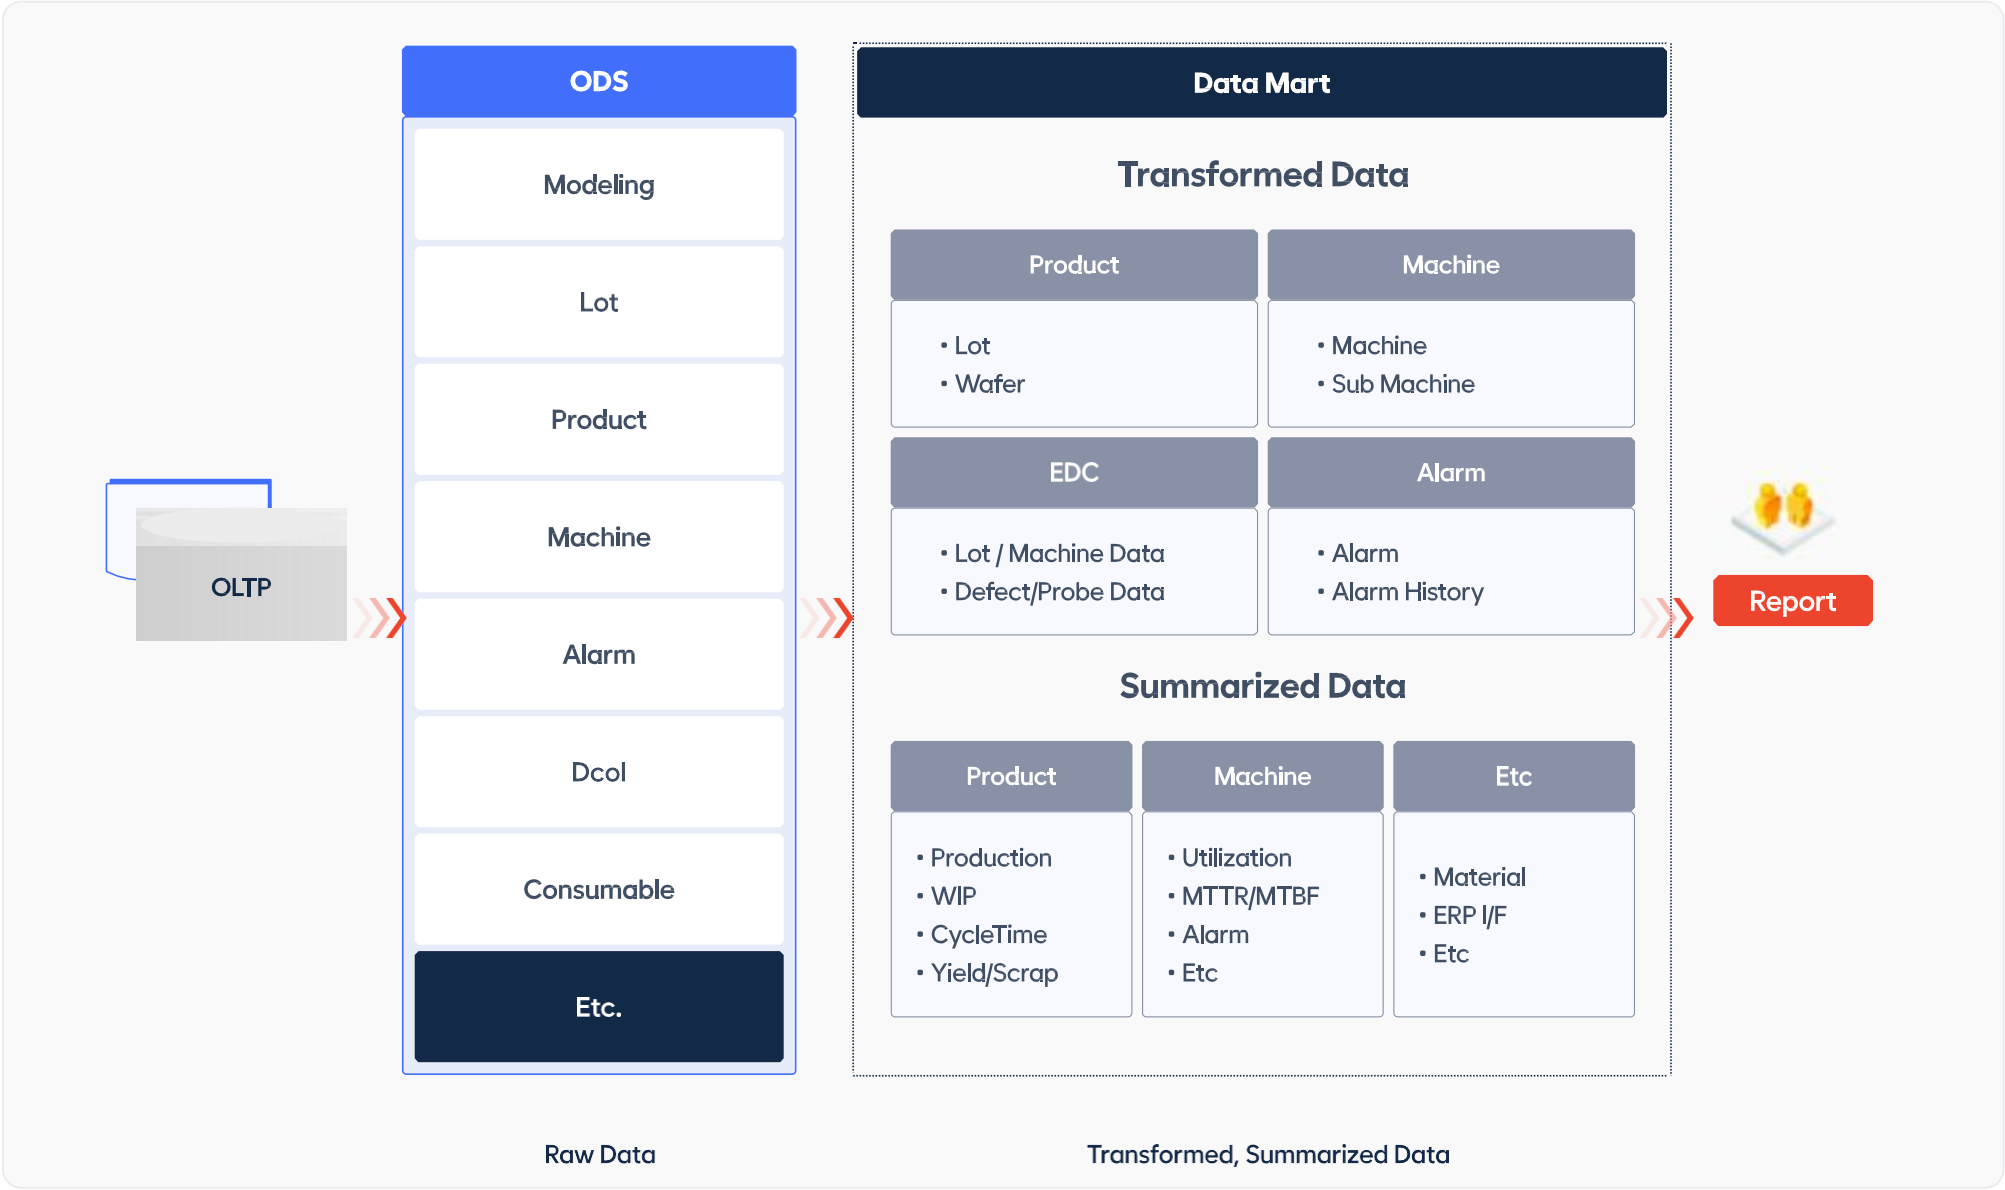 OLTP
ODS
Modeling
Lot
Product
Machine
Alarm
Dcol
Consumable
Etc.
Raw Data
Data Mart
Transformed Data
Product
• Lot
• Wafer
Machine
• Machine
• Sub Machine
EDC
• Lot / Machine Data
• Defect/Probe Data
Alarm
• Alarm
• Alarm History
Summarized Data
Product
• Production
• WIP
• CycleTime
• Yield/Scrap
Machine
• Utilization
• MTTR/MTBF
• Alarm
• Etc
Etc
• Material
• ERP I/F
• Etc
Transformed, Summarized Data
Report